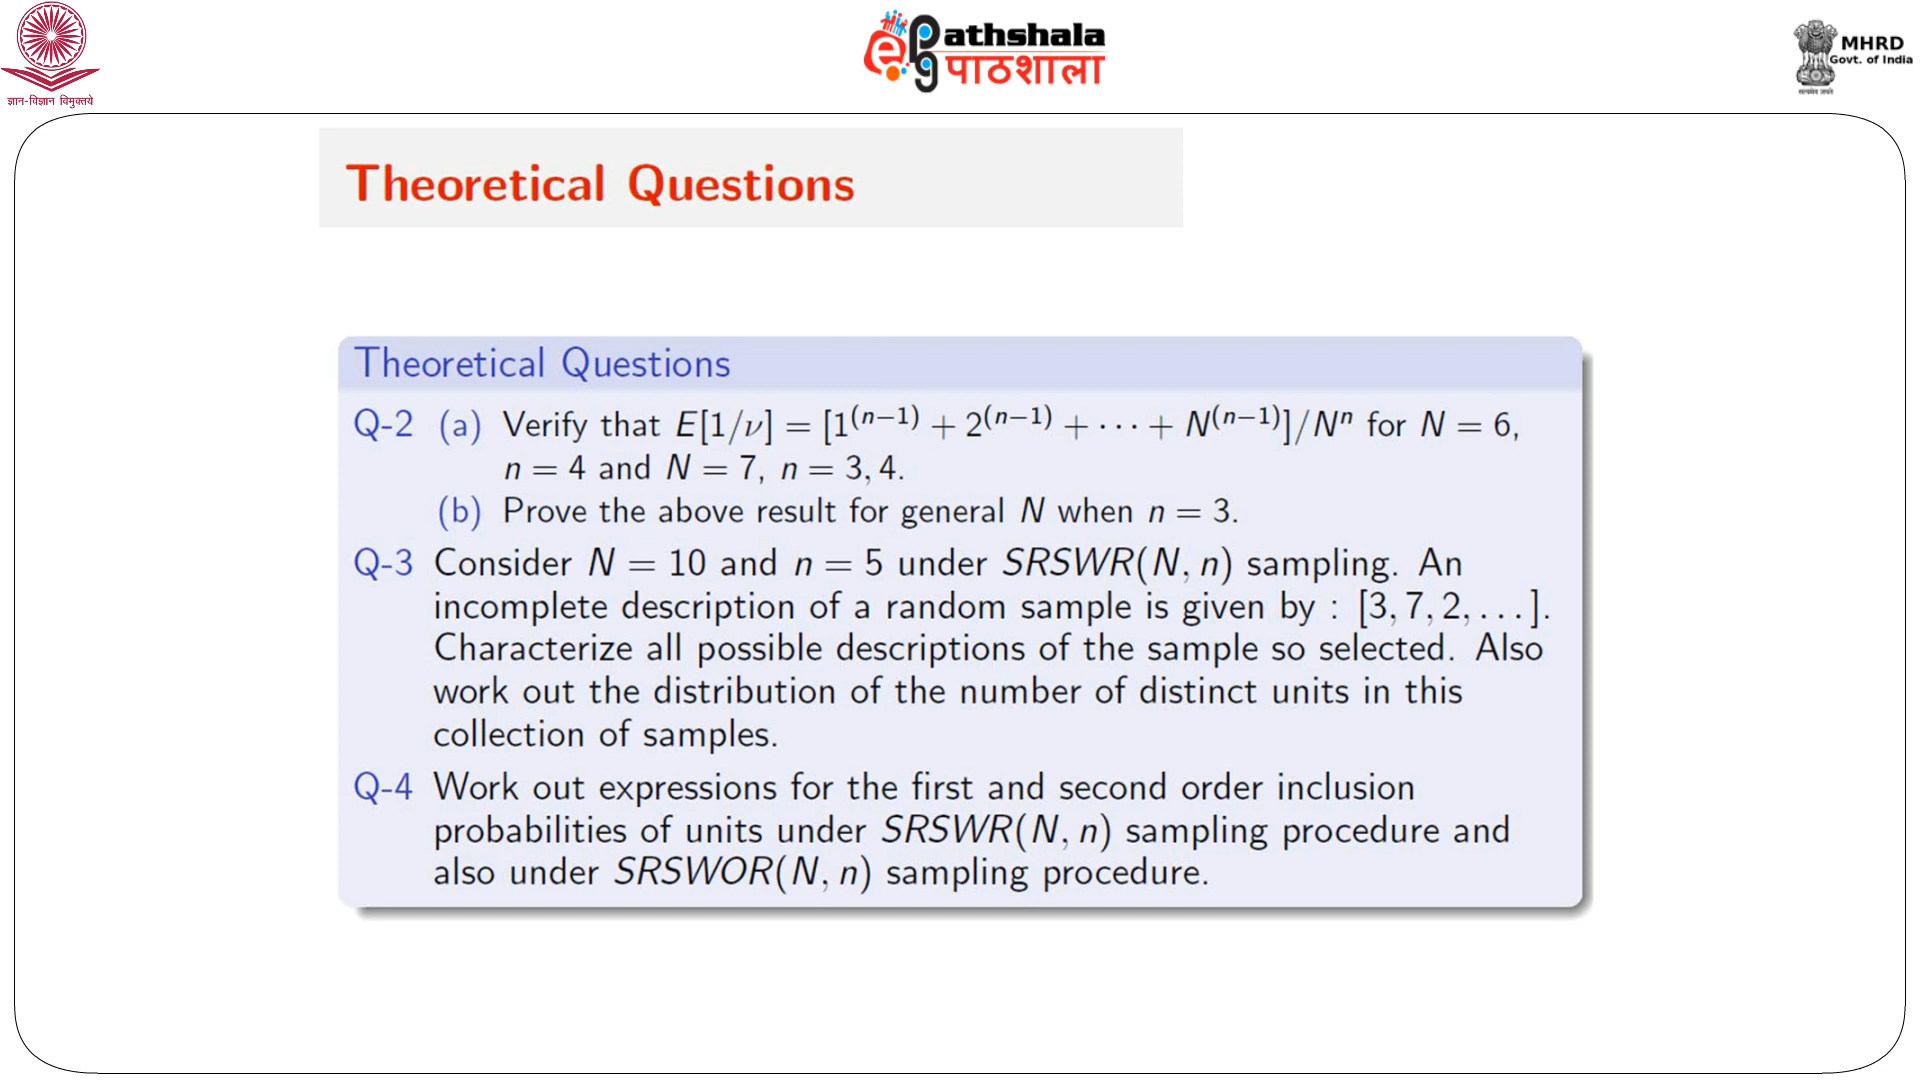 ज्ञान-विज्ञान विमुक्तये
ePg athshala
पाठशाला
MHRD
Govt. of India
सत्यमेव जयते
Theoretical Questions
Theoretical Questions
Q-2 (a) Verify that E[1/ν] = [1^(n−1) + 2^(n−1) + ⋯ + N^(n−1)]/N^n for N = 6,
n = 4 and N = 7, n = 3, 4.
(b) Prove the above result for general N when n = 3.
Q-3 Consider N = 10 and n = 5 under SRSWR(N, n) sampling. An
incomplete description of a random sample is given by : [3, 7, 2, . . .].
Characterize all possible descriptions of the sample so selected. Also
work out the distribution of the number of distinct units in this
collection of samples.
Q-4 Work out expressions for the first and second order inclusion
probabilities of units under SRSWR(N, n) sampling procedure and
also under SRSWOR(N, n) sampling procedure.